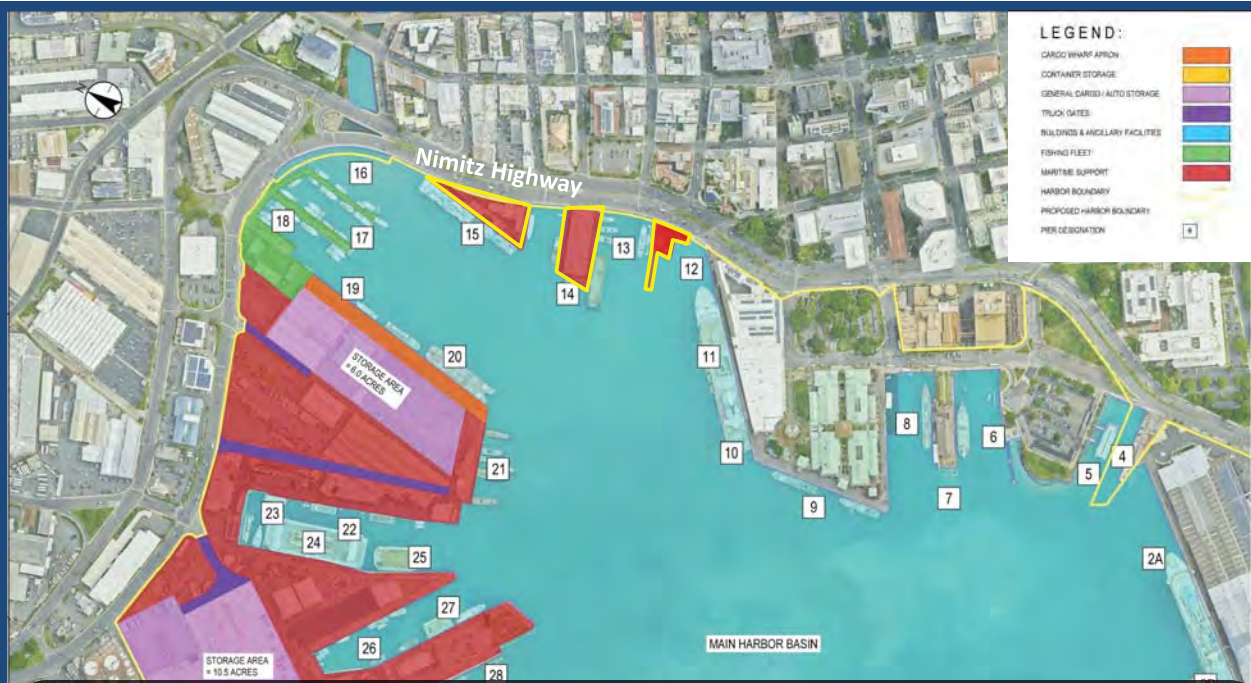 LEGEND:
CARGO WHARF APRON
CONTAINER STORAGE
GENERAL CARGO / AUTO STORAGE
TRUCK GATES
BUILDINGS & ANCILLARY FACILITIES
FISHING FLEET
MARITIME SUPPORT
HARBOR BOUNDARY
PROPOSED HARBOR BOUNDARY
PIER DESIGNATION
#
N
Nimitz Highway
16
18
17
15
13
12
14
19
20
11
STORAGE AREA
= 6.0 ACRES
10
8
6
7
9
5
4
2A
21
23
22
24
25
27
26
28
MAIN HARBOR BASIN
STORAGE AREA
= 10.5 ACRES